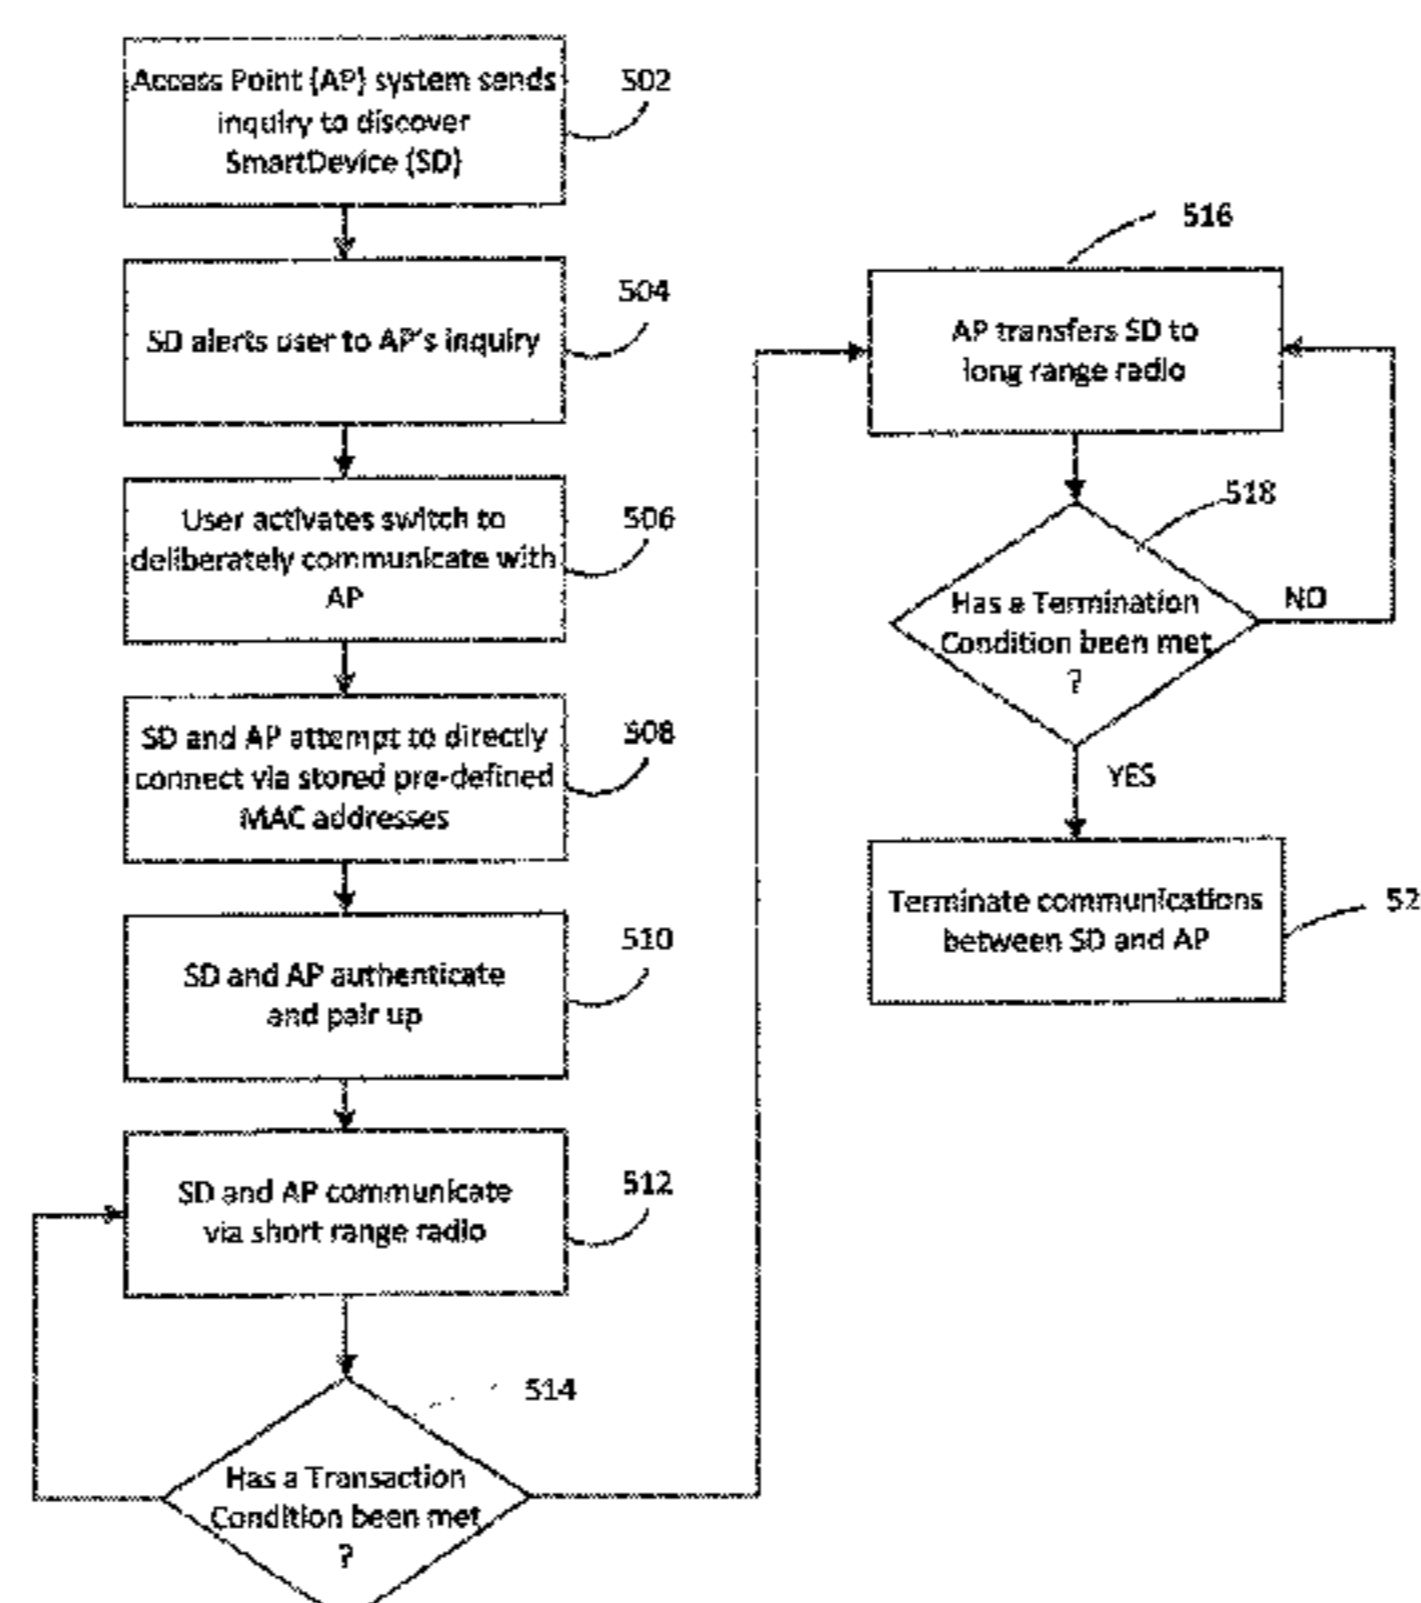 Access Point (AP) system sends
inquiry to discover
SmartDevice (SD)
502
SD alerts user to AP's inquiry
504
User activates switch to
deliberately communicate with
AP
506
SD and AP attempt to directly
connect via stored pre-defined
MAC addresses
508
SD and AP authenticate
and pair up
510
SD and AP communicate
via short range radio
512
Has a Transaction
Condition been met
?
514
516
AP transfers SD to
long range radio
518
Has a Termination
Condition been met
?
NO
YES
Terminate communications
between SD and AP
52